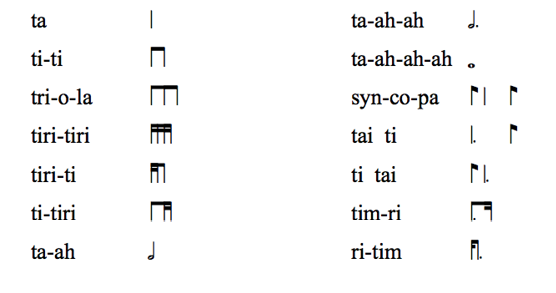 ta
ti-ti
tri-o-la
tiri-tiri
tiri-ti
ti-tiri
ta-ah
ta-ah-ah
ta-ah-ah-ah
syn-co-pa
tai ti
ti tai
tim-ri
ri-tim